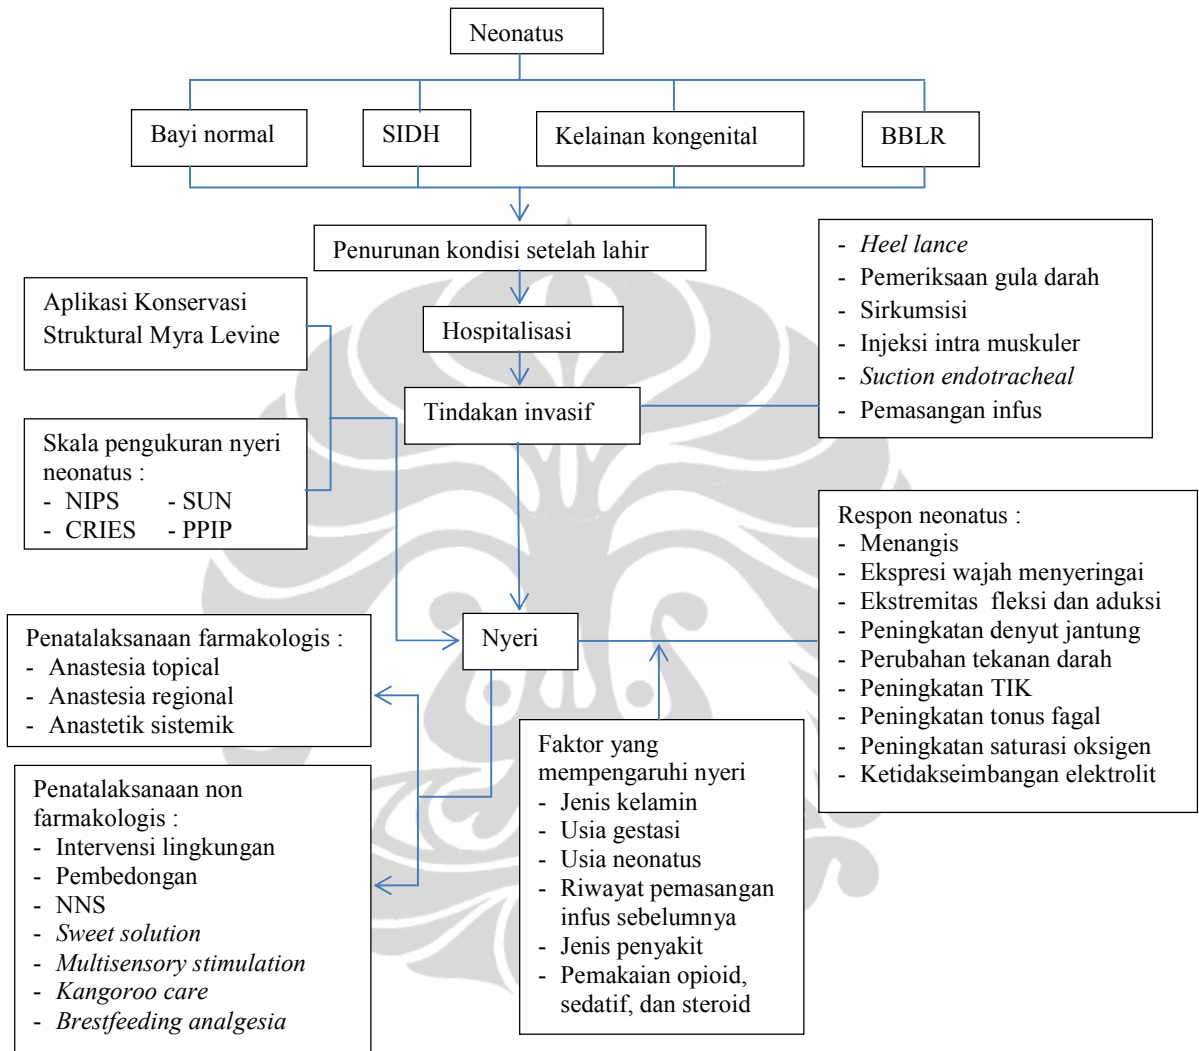 Neonatus
Bayi normal
SIDH
Kelainan kongenital
BBLR
Penurunan kondisi setelah lahir
- Heel lance
- Pemeriksaan gula darah
- Sirkumsisi
- Injeksi intra muskuler
- Suction endotracheal
- Pemasangan infus
Aplikasi Konservasi
Struktural Myra Levine
Hospitalisasi
Tindakan invasif
Skala pengukuran nyeri
neonatus :
- NIPS - SUN
- CRIES - PPIP
Respon neonatus :
- Menangis
- Ekspresi wajah menyeringai
- Ekstremitas fleksi dan aduksi
- Peningkatan denyut jantung
- Perubahan tekanan darah
- Peningkatan TIK
- Peningkatan tonus fagal
- Peningkatan saturasi oksigen
- Ketidakseimbangan elektrolit
Nyeri
Penatalaksanaan farmakologis :
- Anastesia topical
- Anastesia regional
- Anastetik sistemik
Faktor yang
mempengaruhi nyeri
- Jenis kelamin
- Usia gestasi
- Usia neonatus
- Riwayat pemasangan
infus sebelumnya
- Jenis penyakit
- Pemakaian opioid,
sedatif, dan steroid
Penatalaksanaan non
farmakologis :
- Intervensi lingkungan
- Pembedongan
- NNS
- Sweet solution
- Multisensory stimulation
- Kangoroo care
- Brestfeeding analgesia